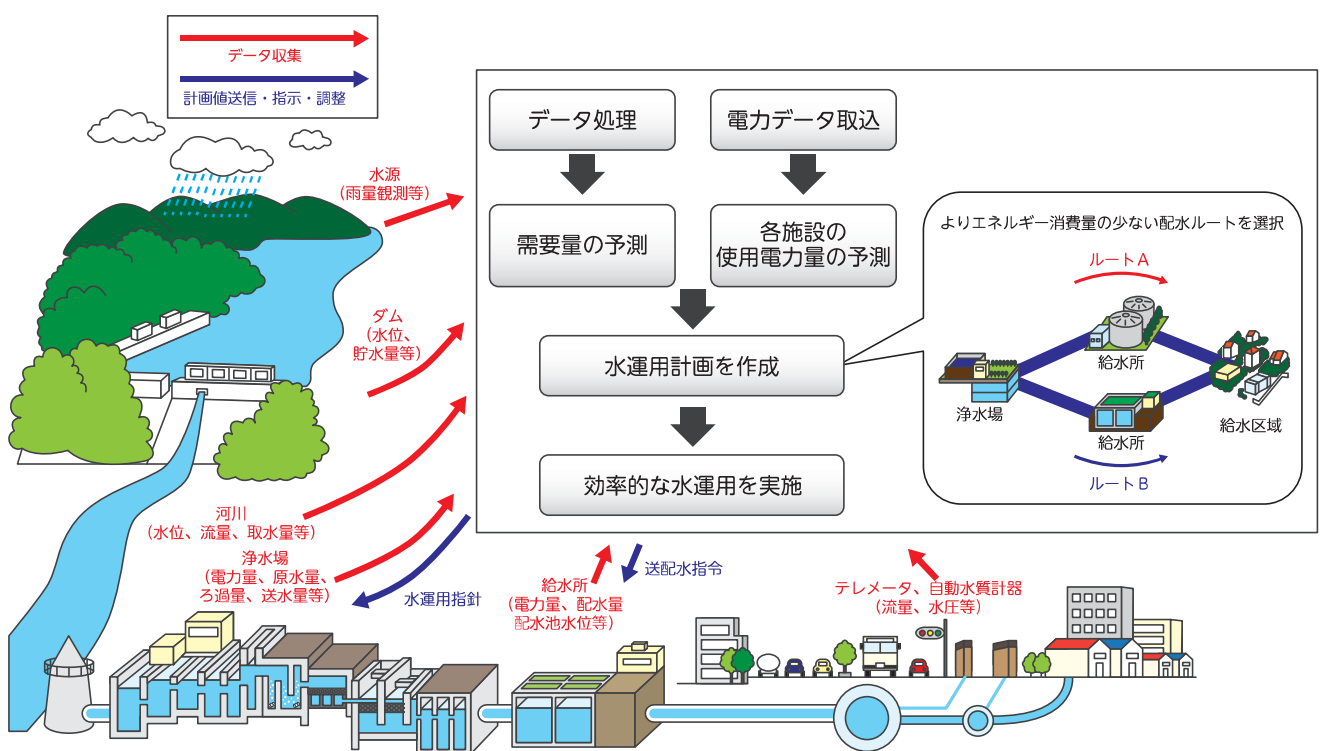 データ収集
計画値送信・指示・調整
水源
（雨量観測等）
ダム
（水位、
貯水量等）
河川
（水位、流量、取水量等）
浄水場
（電力量、原水量、
ろ過量、送水量等）
水運用指針
給水所
（電力量、配水量
配水池水位等）
送配水指令
テレメータ、自動水質計器
（流量、水圧等）
データ処理
電力データ取込
需要量の予測
各施設の
使用電力量の予測
水運用計画を作成
効率的な水運用を実施
よりエネルギー消費量の少ない配水ルートを選択
ルートA
給水所
浄水場
給水区域
給水所
ルートB